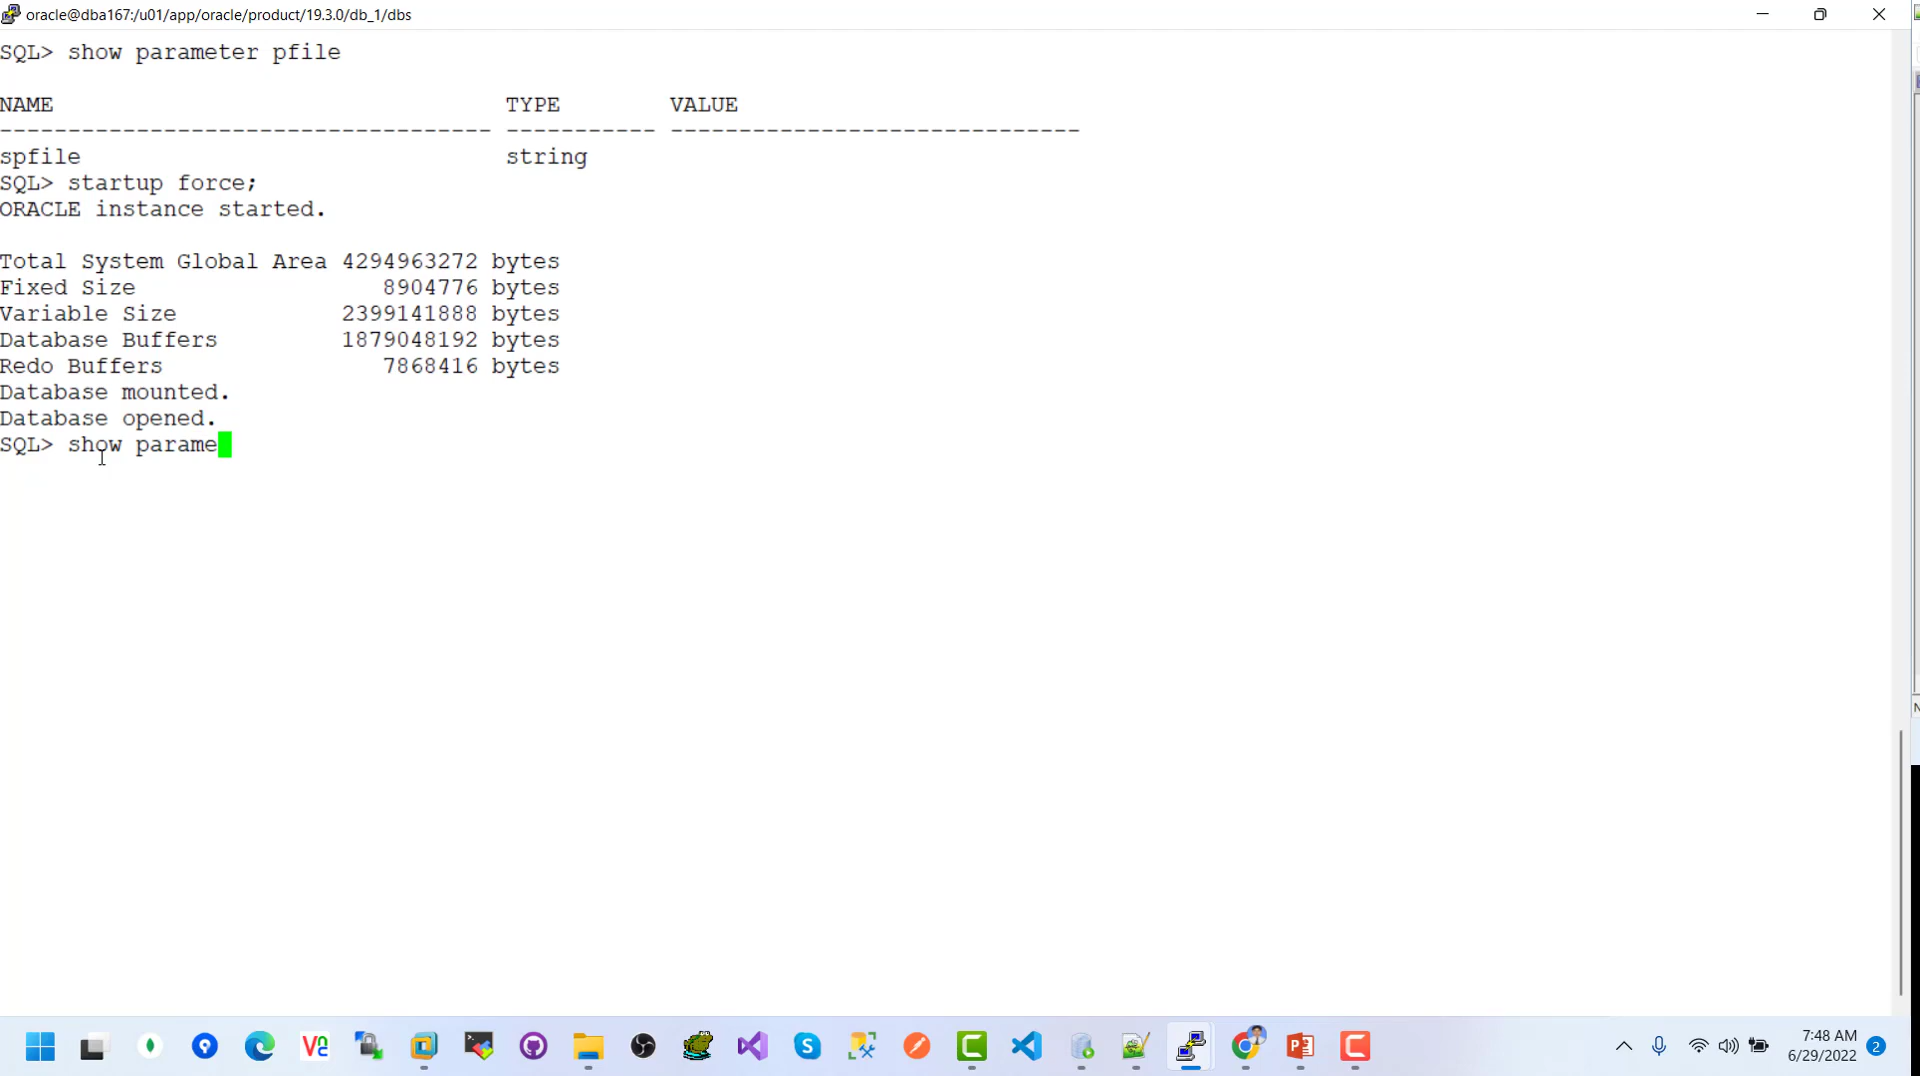 oracle@dba167:/u01/app/oracle/product/19.3.0/db_1/dbs
SQL> show parameter pfile
NAME                                 TYPE        VALUE
------------------------------------ ----------- ------------------------------
spfile                               string
SQL> startup force;
ORACLE instance started.
Total System Global Area 4294963272 bytes
Fixed Size                  8904776 bytes
Variable Size            2399141888 bytes
Database Buffers         1879048192 bytes
Redo Buffers                7868416 bytes
Database mounted.
Database opened.
SQL> show parame
7:48 AM
6/29/2022
2